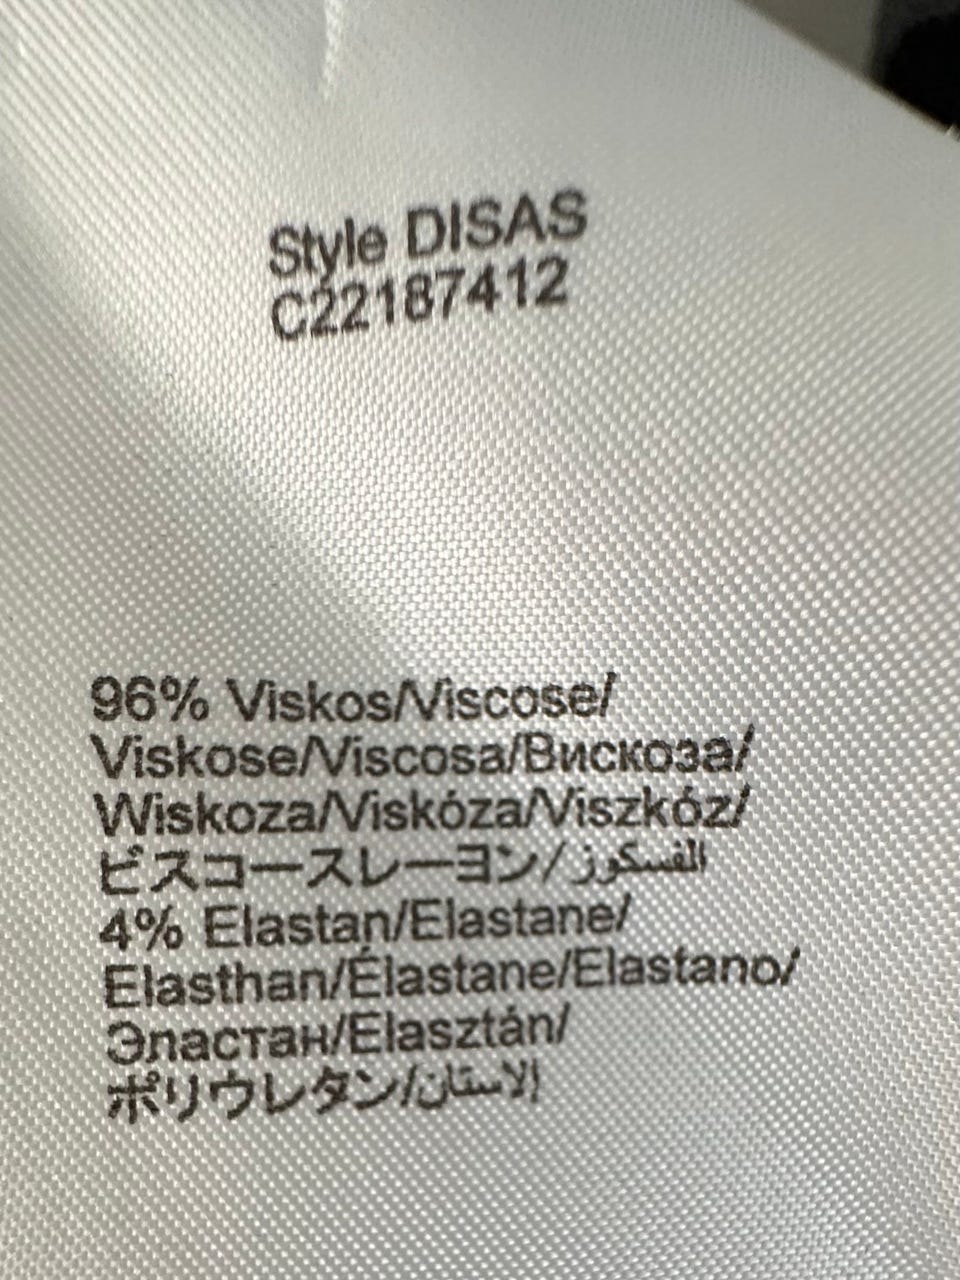 Style DISAS
C22187412
96% Viskos/Viscose/
Viskose/Viscosa/Вискоза/
Wiskoza/Viskóza/Viszkóz/
ビスコースレーヨン/الفسكوز
4% Elastan/Elastane/
Elasthan/Élastane/Elastano/
Эластан/Elasztán/
ポリウレタン/الاستان